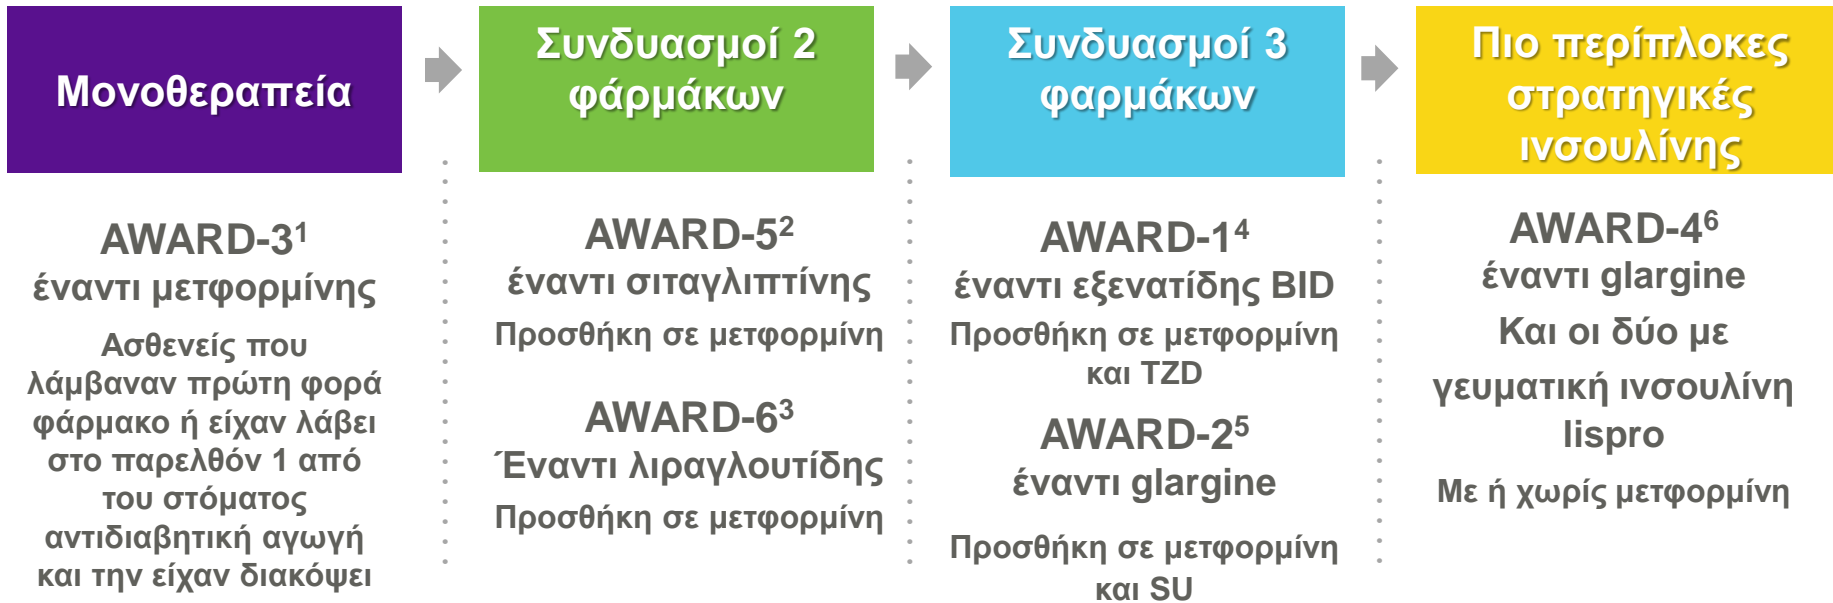 Μονοθεραπεία
AWARD-3¹
έναντι μετφορμίνης
Ασθενείς που
λάμβαναν πρώτη φορά
φάρμακο ή είχαν λάβει
στο παρελθόν 1 από
του στόματος
αντιδιαβητική αγωγή
και την είχαν διακόψει
Συνδυασμοί 2
φάρμάκων
AWARD-5²
έναντι σιταγλιπτίνης
Προσθήκη σε μετφορμίνη
AWARD-6³
Έναντι λιραγλουτίδης
Προσθήκη σε μετφορμίνη
Συνδυασμοί 3
φαρμάκων
AWARD-1⁴
έναντι εξενατίδης BID
Προσθήκη σε μετφορμίνη
και TZD
AWARD-2⁵
έναντι glargine
Προσθήκη σε μετφορμίνη
και SU
Πιο περίπλοκες
στρατηγικές
ινσουλίνης
AWARD-4⁶
έναντι glargine
Και οι δύο με
γευματική ινσουλίνη
lispro
Με ή χωρίς μετφορμίνη